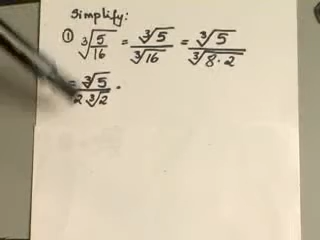 Simplify:
① ∛(5/16) = ∛5/∛16 = ∛5/∛(8·2)
= ∛5/(2∛2) ·